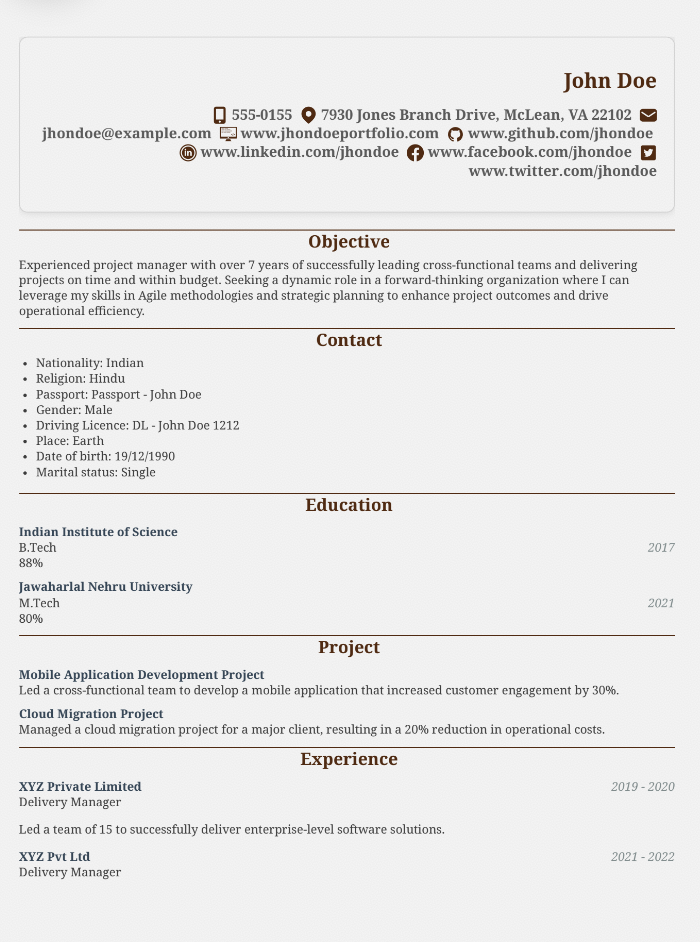 John Doe
555-0155 7930 Jones Branch Drive, McLean, VA 22102
jhondoe@example.com www.jhondoeportfolio.com www.github.com/jhondoe
www.linkedin.com/jhondoe www.facebook.com/jhondoe
www.twitter.com/jhondoe
Objective
Experienced project manager with over 7 years of successfully leading cross-functional teams and delivering
projects on time and within budget. Seeking a dynamic role in a forward-thinking organization where I can
leverage my skills in Agile methodologies and strategic planning to enhance project outcomes and drive
operational efficiency.
Contact
• Nationality: Indian
• Religion: Hindu
• Passport: Passport - John Doe
• Gender: Male
• Driving Licence: DL - John Doe 1212
• Place: Earth
• Date of birth: 19/12/1990
• Marital status: Single
Education
Indian Institute of Science
B.Tech 2017
88%
Jawaharlal Nehru University
M.Tech 2021
80%
Project
Mobile Application Development Project
Led a cross-functional team to develop a mobile application that increased customer engagement by 30%.
Cloud Migration Project
Managed a cloud migration project for a major client, resulting in a 20% reduction in operational costs.
Experience
XYZ Private Limited 2019 - 2020
Delivery Manager
Led a team of 15 to successfully deliver enterprise-level software solutions.
XYZ Pvt Ltd 2021 - 2022
Delivery Manager